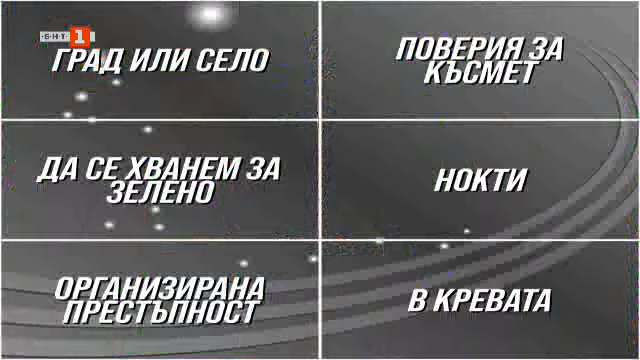 БНТ 1
ГРАД ИЛИ СЕЛО
ПОВЕРИЯ ЗА
КЪСМЕТ
ДА СЕ ХВАНЕМ ЗА
ЗЕЛЕНО
НОКТИ
ОРГАНИЗИРАНА
ПРЕСТЪПНОСТ
В КРЕВАТА